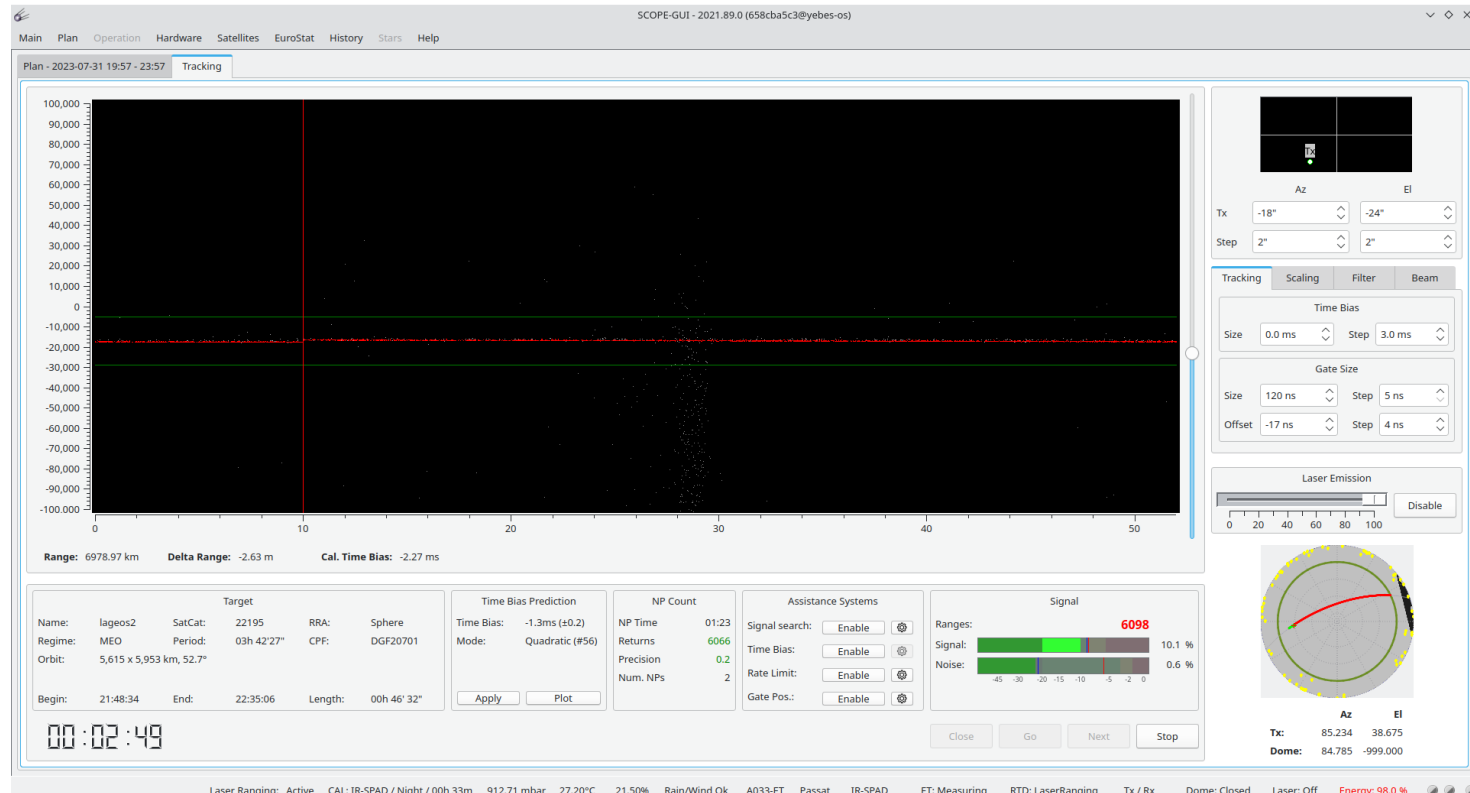 SCOPE-GUI - 2021.89.0 (658cba5c3@yebes-os)
Main Plan Operation Hardware Satellites EuroStat History Stars Help
Plan - 2023-07-31 19:57 - 23:57 Tracking
100,000
90,000
80,000
70,000
60,000
50,000
40,000
30,000
20,000
10,000
0
-10,000
-20,000
-30,000
-40,000
-50,000
-60,000
-70,000
-80,000
-90,000
-100.000
0 10 20 30 40 50
Range: 6978.97 km Delta Range: -2.63 m Cal. Time Bias: -2.27 ms
Tx
Az El
Tx -18" -24"
Step 2" 2"
Tracking Scaling Filter Beam
Time Bias
Size 0.0 ms Step 3.0 ms
Gate Size
Size 120 ns Step 5 ns
Offset -17 ns Step 4 ns
Laser Emission
Disable
0 20 40 60 80 100
Target
Name: lageos2 SatCat: 22195 RRA: Sphere
Regime: MEO Period: 03h 42'27" CPF: DGF20701
Orbit: 5,615 x 5,953 km, 52.7°
Begin: 21:48:34 End: 22:35:06 Length: 00h 46' 32"
Time Bias Prediction
Time Bias: -1.3ms (±0.2)
Mode: Quadratic (#56)
Apply Plot
NP Count
NP Time 01:23
Returns 6066
Precision 0.2
Num. NPs 2
Assistance Systems
Signal search: Enable
Time Bias: Enable
Rate Limit: Enable
Gate Pos.: Enable
Signal
Ranges: 6098
Signal: 10.1 %
Noise: 0.6 %
-45 -30 -20 -15 -10 -5 -2 0
00:02:49
Close Go Next Stop
Az El
Tx: 85.234 38.675
Dome: 84.785 -999.000
Laser Ranging: Active CAL: IR-SPAD / Night / 00h 33m 912.71 mbar 27.20°C 21.50% Rain/Wind Ok A033-ET Passat IR-SPAD ET: Measuring RTD: LaserRanging Tx / Rx Dome: Closed Laser: Off Energy: 98.0 %